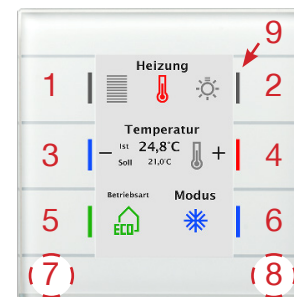 9
Heizung
1 2
Temperatur
3 - Ist 24,8°C + 4
Soll 21,0°C
Betriebsart Modus
5 ECO 6
7 8